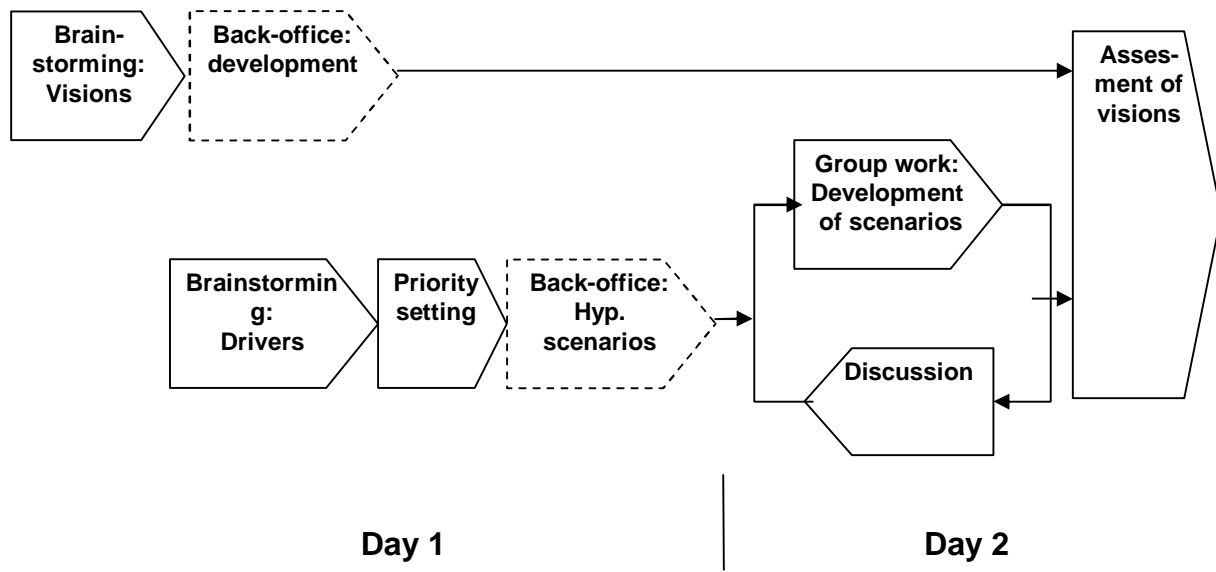 Brain-
storming:
Visions
Back-office:
development
Asses-
ment of
visions
Group work:
Development
of scenarios
Brainstormin
g:
Drivers
Priority
setting
Back-office:
Hyp.
scenarios
Discussion
Day 1
Day 2